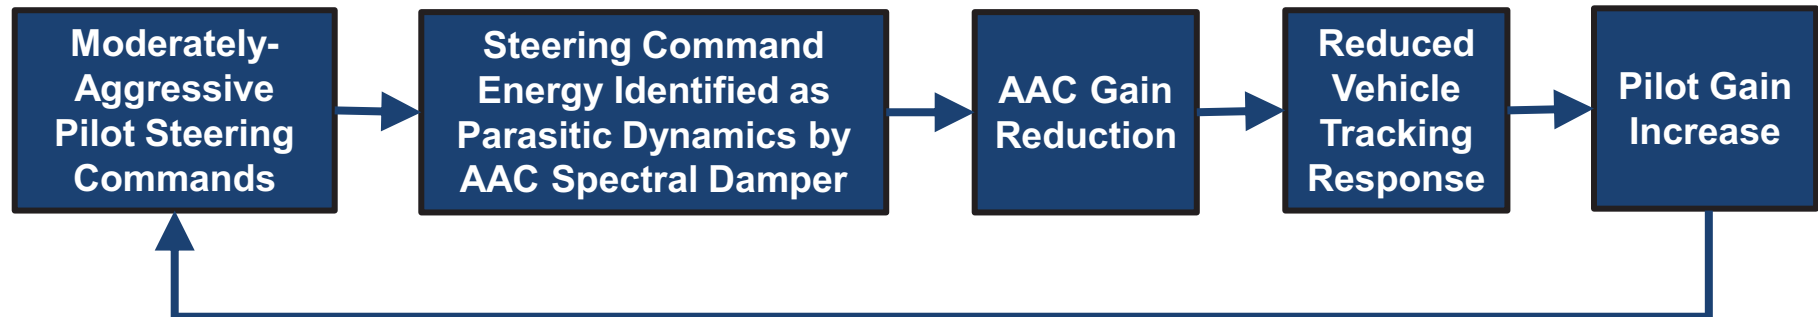 Moderately-
Aggressive
Pilot Steering
Commands
Steering Command
Energy Identified as
Parasitic Dynamics by
AAC Spectral Damper
AAC Gain
Reduction
Reduced
Vehicle
Tracking
Response
Pilot Gain
Increase